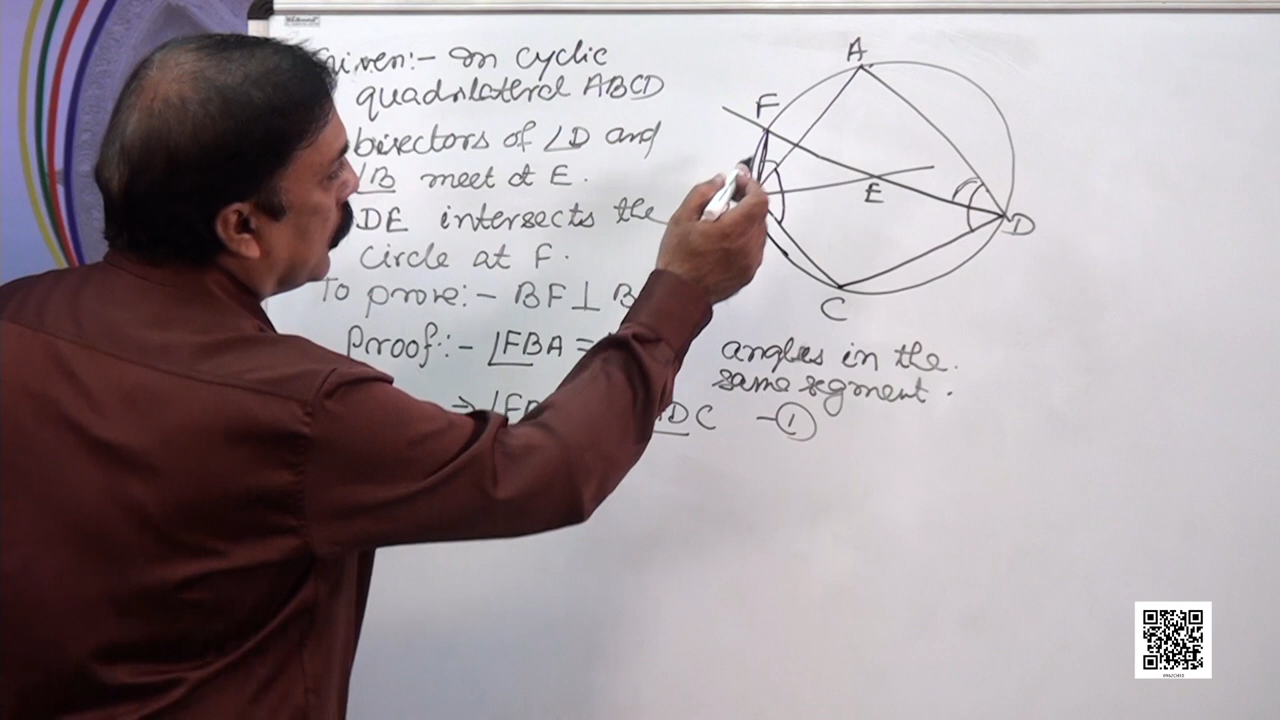 Given:- In cyclic
quadrilateral ABCD
bisectors of ∠D and
∠B meet at E.
DE intersects the
circle at F.
To prove:- BF⊥B
Proof:- ∠FBA =
angles in the
same segment.
⇒ DC -①
A
F
E
D
C